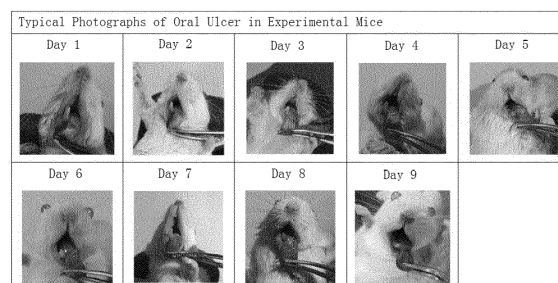 Typical Photographs of Oral Ulcer in Experimental Mice
Day 1 Day 2 Day 3 Day 4 Day 5
Day 6 Day 7 Day 8 Day 9